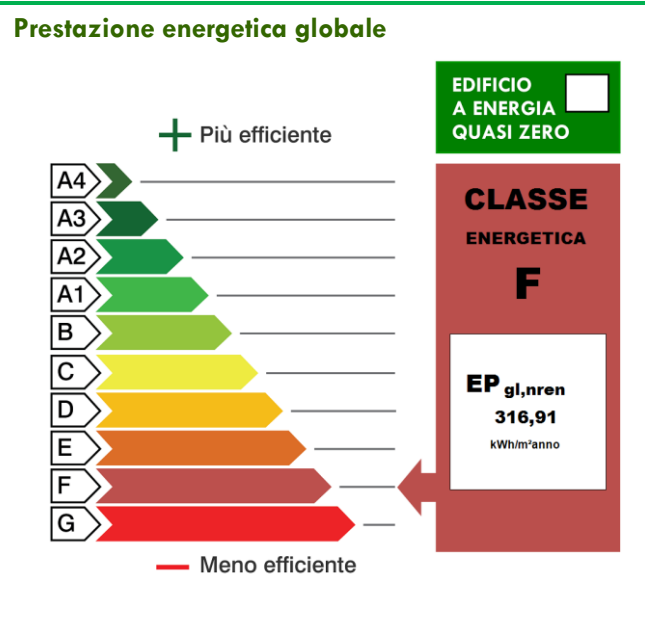 Prestazione energetica globale
EDIFICIO
A ENERGIA
QUASI ZERO
Più efficiente
A4
A3
A2
A1
B
C
D
E
F
G
Meno efficiente
CLASSE
ENERGETICA
F
EP gl,nren
316,91
kWh/m²anno